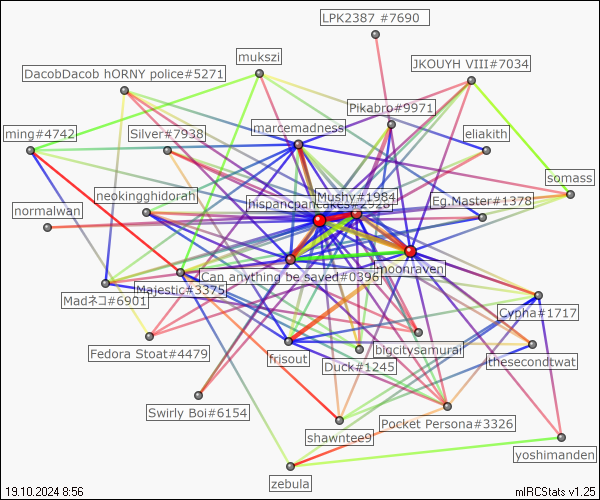 LPK2387 #7690
mukszi
JKOUYH VIII#7034
DacobDacob hORNY police#5271
Pikabro#9971
marcemadness
ming#4742
Silver#7938
eliakith
somass
neokingghidorah
Mushy#1984
hispancpancakes#2928
Eg.Master#1378
normalwan
Can anything be saved#0396
moonraven
Majestic#3375
Madネコ#6901
Cypha#1717
Fedora Stoat#4479
frisout
bigcitysamurai
Duck#1245
thesecondtwat
Swirly Boi#6154
Pocket Persona#3326
shawntee9
yoshimanden
zebula
19.10.2024 8:56
mIRCStats v1.25